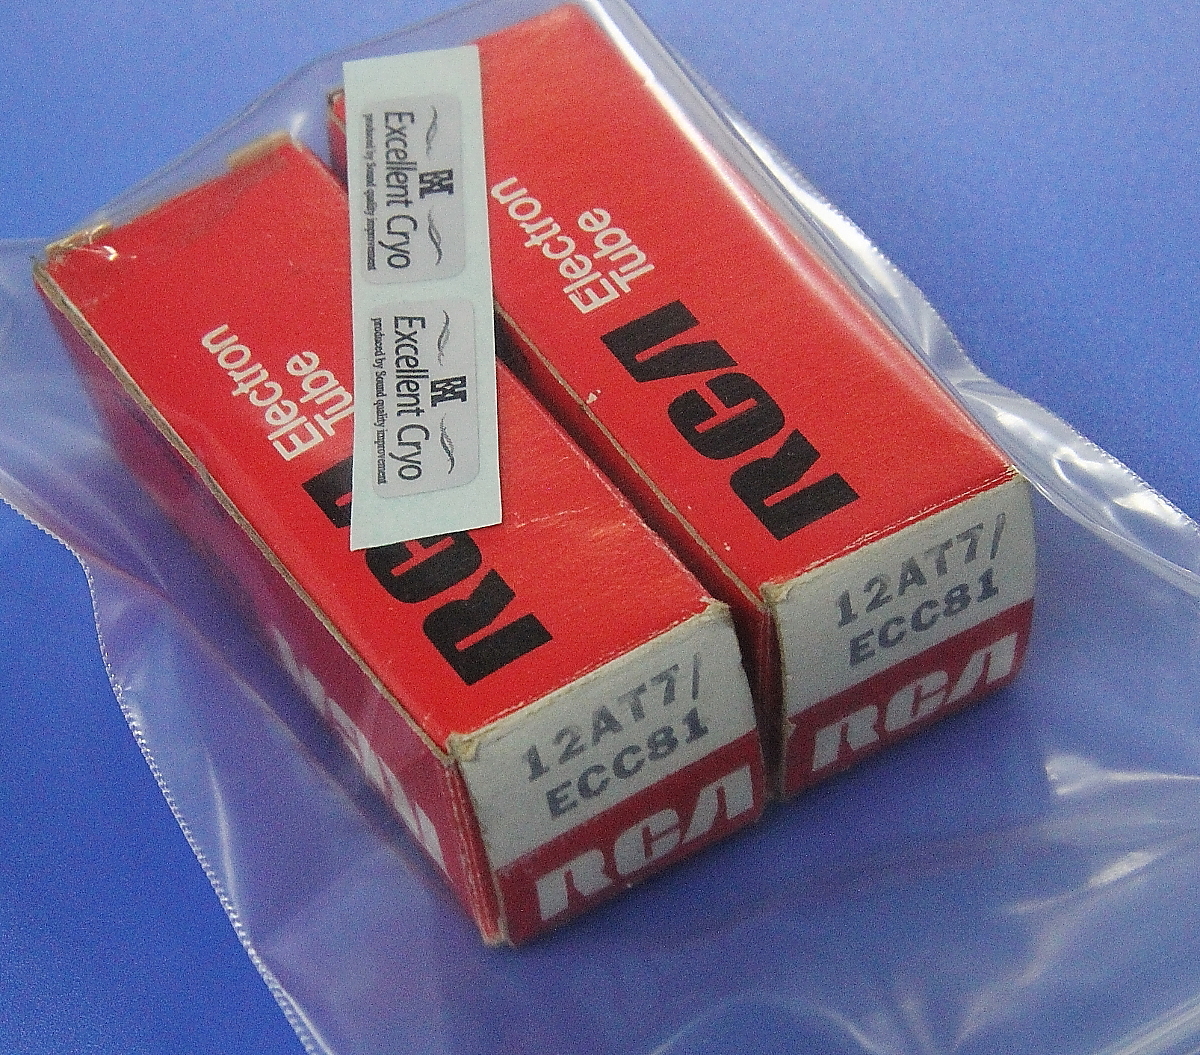 Excellent Cryo
produced by Sound quality improvement
Excellent Cryo
produced by Sound quality improvement
Electron
Tube
RCA
Electron
Tube
RCA
12AT7/
ECC81
RCA
12AT7/
ECC81
RCA